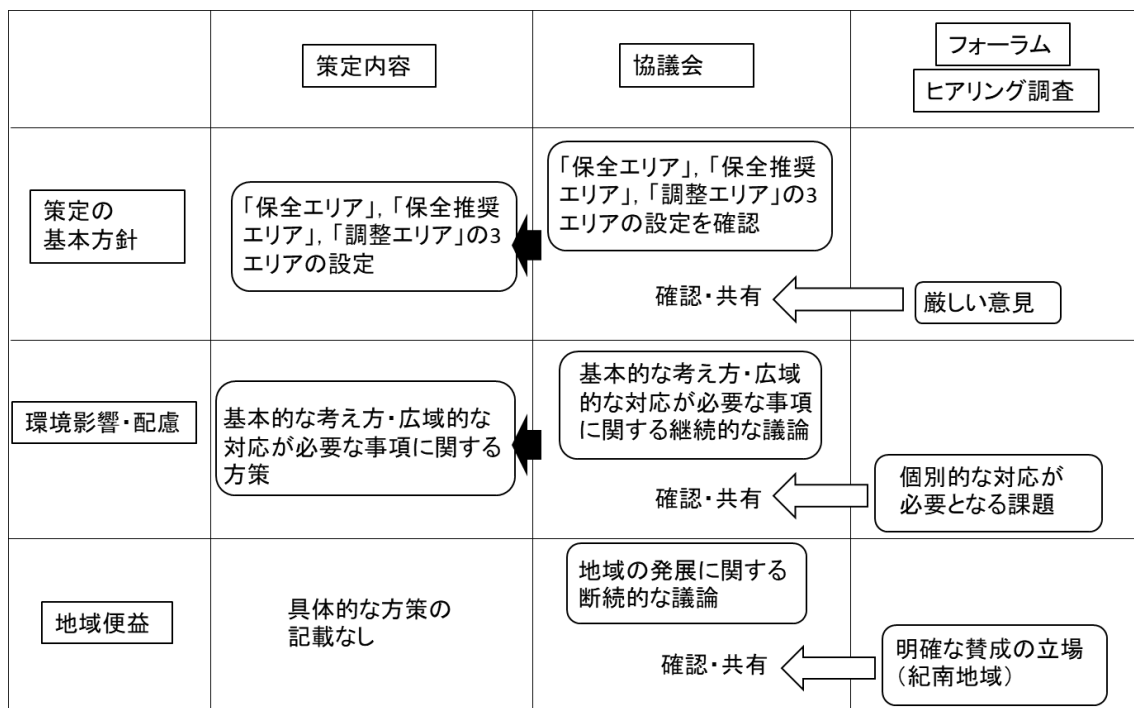 策定内容
協議会
フォーラム
ヒアリング調査
策定の
基本方針
「保全エリア」，「保全推奨
エリア」，「調整エリア」の3
エリアの設定
「保全エリア」，「保全推奨
エリア」，「調整エリア」の3
エリアの設定を確認
確認・共有
厳しい意見
環境影響・配慮
基本的な考え方・広域的な
対応が必要な事項に関する
方策
基本的な考え方・広域
的な対応が必要な事項
に関する継続的な議論
確認・共有
個別的な対応が
必要となる課題
地域便益
具体的な方策の
記載なし
地域の発展に関する
断続的な議論
確認・共有
明確な賛成の立場
（紀南地域）